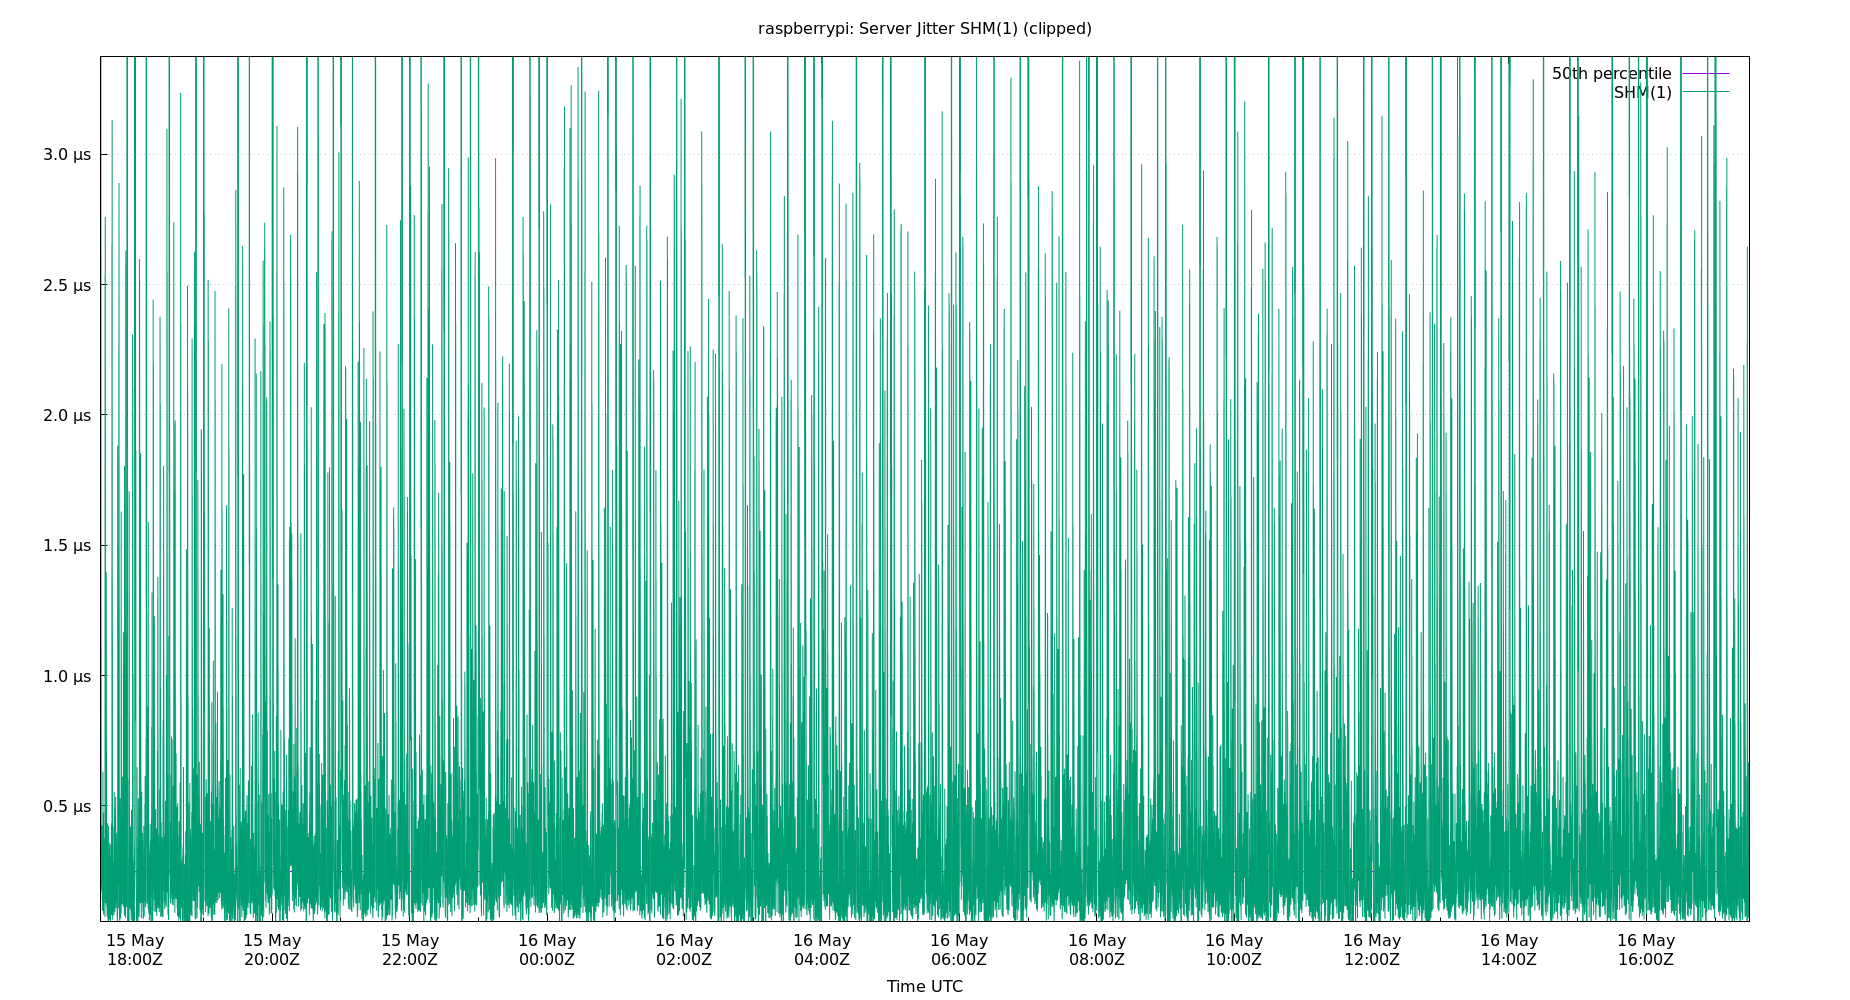 raspberrypi: Server Jitter SHM(1) (clipped)
50th percentile
SHM(1)
3.0 µs
2.5 µs
2.0 µs
1.5 µs
1.0 µs
0.5 µs
15 May 15 May 15 May 16 May 16 May 16 May 16 May 16 May 16 May 16 May 16 May 16 May
18:00Z 20:00Z 22:00Z 00:00Z 02:00Z 04:00Z 06:00Z 08:00Z 10:00Z 12:00Z 14:00Z 16:00Z
Time UTC